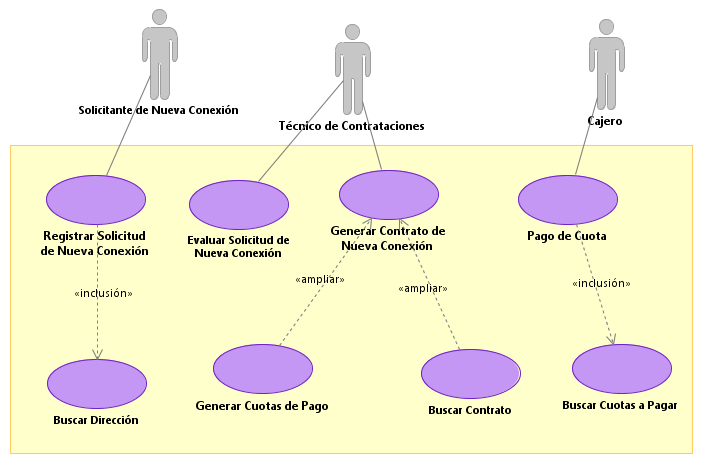 Solicitante de Nueva Conexión
Técnico de Contrataciones
Cajero
Registrar Solicitud
de Nueva Conexión
Evaluar Solicitud de
Nueva Conexión
Generar Contrato de
Nueva Conexión
Pago de Cuota
«inclusión»
«ampliar»
«ampliar»
«inclusión»
Buscar Dirección
Generar Cuotas de Pago
Buscar Contrato
Buscar Cuotas a Pagar